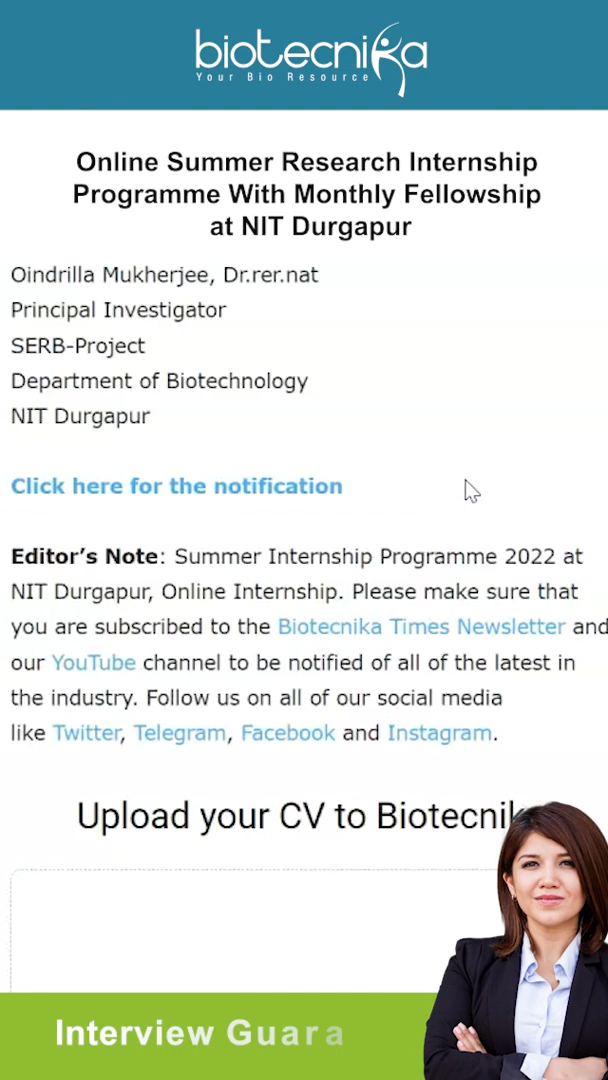 biotecnika
Your Bio Resource
Online Summer Research Internship
Programme With Monthly Fellowship
at NIT Durgapur
Oindrilla Mukherjee, Dr.rer.nat
Principal Investigator
SERB-Project
Department of Biotechnology
NIT Durgapur
Click here for the notification
Editor's Note: Summer Internship Programme 2022 at
NIT Durgapur, Online Internship. Please make sure that
you are subscribed to the Biotecnika Times Newsletter and
our YouTube channel to be notified of all of the latest in
the industry. Follow us on all of our social media
like Twitter, Telegram, Facebook and Instagram.
Upload your CV to Biotecnik
Interview Guara